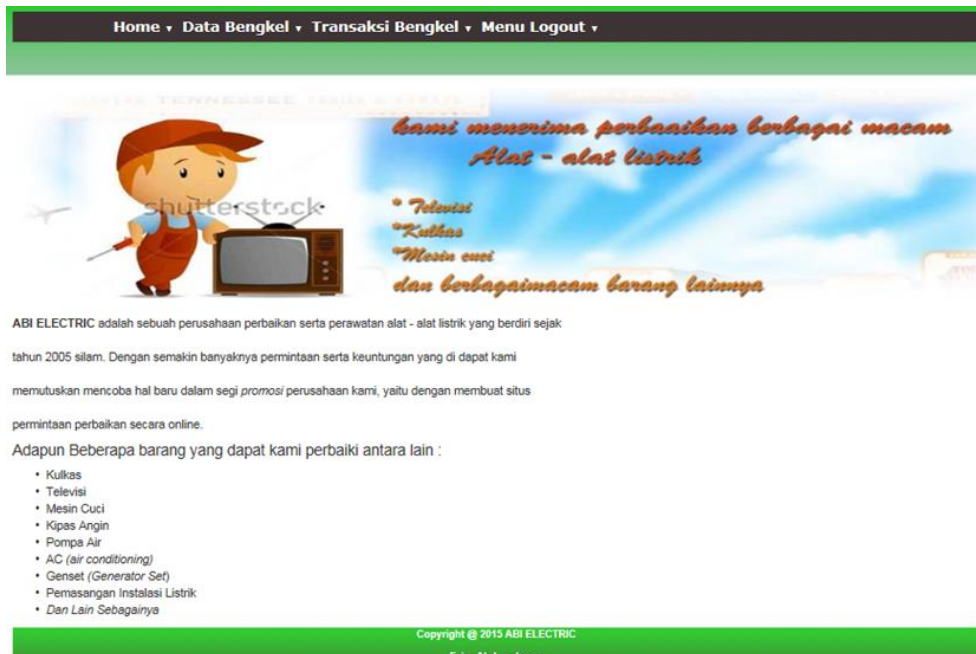 Home ▾ Data Bengkel ▾ Transaksi Bengkel ▾ Menu Logout ▾
TENNESSEE
kami menerima perbaaikan berbagai macam
Alat - alat listrik
shutterstock
* Televisi
*Kulkas
*Mesin cuci
dan berbagaimacam barang lainnya
ABI ELECTRIC adalah sebuah perusahaan perbaikan serta perawatan alat - alat listrik yang berdiri sejak
tahun 2005 silam. Dengan semakin banyaknya permintaan serta keuntungan yang di dapat kami
memutuskan mencoba hal baru dalam segi promosi perusahaan kami, yaitu dengan membuat situs
permintaan perbaikan secara online.
Adapun Beberapa barang yang dapat kami perbaiki antara lain :
• Kulkas
• Televisi
• Mesin Cuci
• Kipas Angin
• Pompa Air
• AC (air conditioning)
• Genset (Generator Set)
• Pemasangan Instalasi Listrik
• Dan Lain Sebagainya
Copyright @ 2015 ABI ELECTRIC